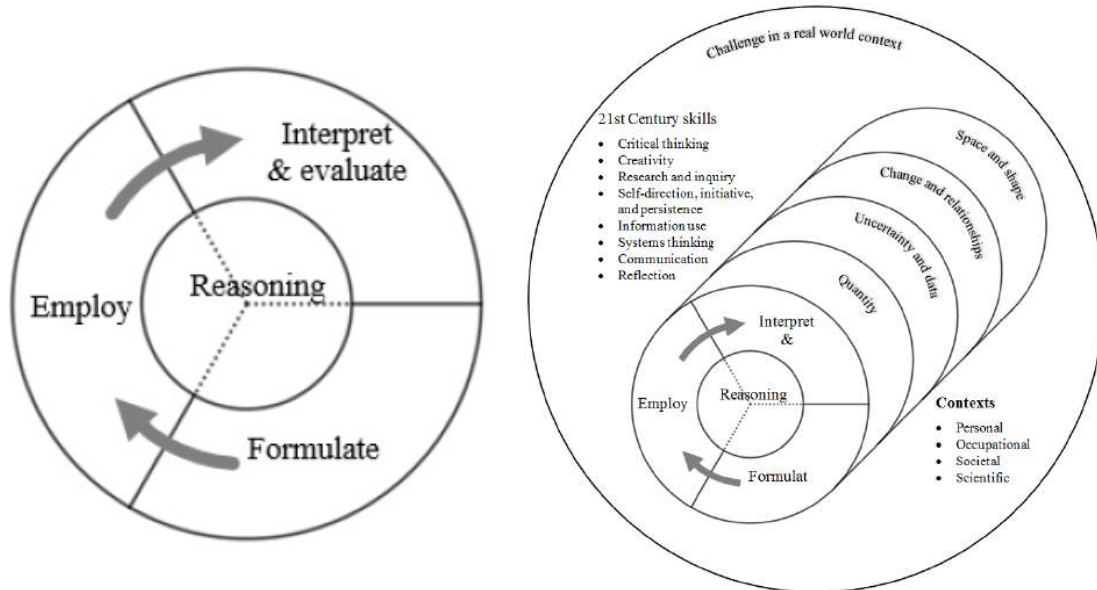 Interpret
& evaluate
Reasoning
Employ
Formulate
Challenge in a real world context
21st Century skills
• Critical thinking
• Creativity
• Research and inquiry
• Self-direction, initiative,
and persistence
• Information use
• Systems thinking
• Communication
• Reflection
Space and shape
Change and relationships
Uncertainty and data
Quantity
Interpret
&
Reasoning
Employ
Formulat
Contexts
• Personal
• Occupational
• Societal
• Scientific